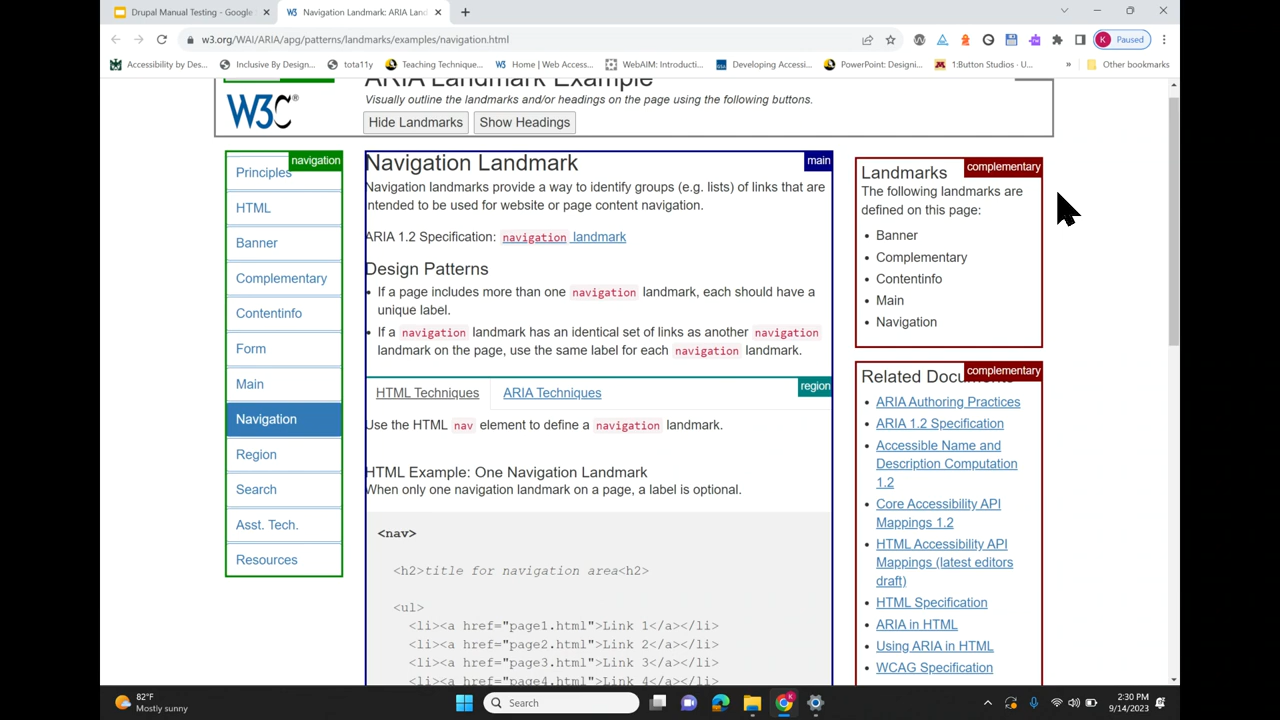 Drupal Manual Testing - Google
Navigation Landmark: ARIA Land
w3.org/WAI/ARIA/apg/patterns/landmarks/examples/navigation.html
K Paused
Accessibility by Des...
Inclusive By Design...
tota11y
Teaching Technique...
Home | Web Access...
WebAIM: Introducti...
Developing Accessi...
PowerPoint: Designi...
1:Button Studios - U...
»
Other bookmarks
W3C®
ARIA Landmark Example
Visually outline the landmarks and/or headings on the page using the following buttons.
Hide Landmarks
Show Headings
navigation
Principles
HTML
Banner
Complementary
Contentinfo
Form
Main
Navigation
Region
Search
Asst. Tech.
Resources
main
Navigation Landmark
Navigation landmarks provide a way to identify groups (e.g. lists) of links that are
intended to be used for website or page content navigation.
ARIA 1.2 Specification: navigation landmark
Design Patterns
• If a page includes more than one navigation landmark, each should have a
unique label.
• If a navigation landmark has an identical set of links as another navigation
landmark on the page, use the same label for each navigation landmark.
region
HTML Techniques
ARIA Techniques
Use the HTML nav element to define a navigation landmark.
HTML Example: One Navigation Landmark
When only one navigation landmark on a page, a label is optional.
<nav>
<h2>title for navigation area<h2>
<ul>
<li><a href="page1.html">Link 1</a></li>
<li><a href="page2.html">Link 2</a></li>
<li><a href="page3.html">Link 3</a></li>
<li><a href="page4.html">Link 4</a></li>
complementary
Landmarks
The following landmarks are
defined on this page:
• Banner
• Complementary
• Contentinfo
• Main
• Navigation
complementary
Related Documents
• ARIA Authoring Practices
• ARIA 1.2 Specification
• Accessible Name and
Description Computation
1.2
• Core Accessibility API
Mappings 1.2
• HTML Accessibility API
Mappings (latest editors
draft)
• HTML Specification
• ARIA in HTML
• Using ARIA in HTML
• WCAG Specification
82°F
Mostly sunny
Search
2:30 PM
9/14/2023